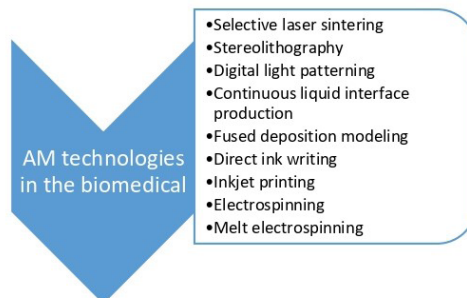 AM technologies
in the biomedical
•Selective laser sintering
•Stereolithography
•Digital light patternning
•Continuous liquid interface
production
•Fused deposition modeling
•Direct ink writing
•Inkjet printing
•Electrospinning
•Melt electrospinning